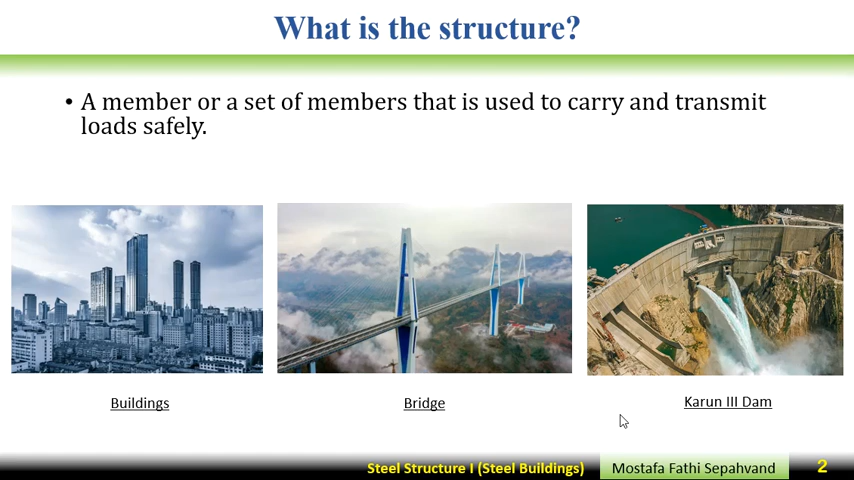 What is the structure?
• A member or a set of members that is used to carry and transmit
loads safely.
Buildings
Bridge
Karun III Dam
Steel Structure I (Steel Buildings)
Mostafa Fathi Sepahvand
2